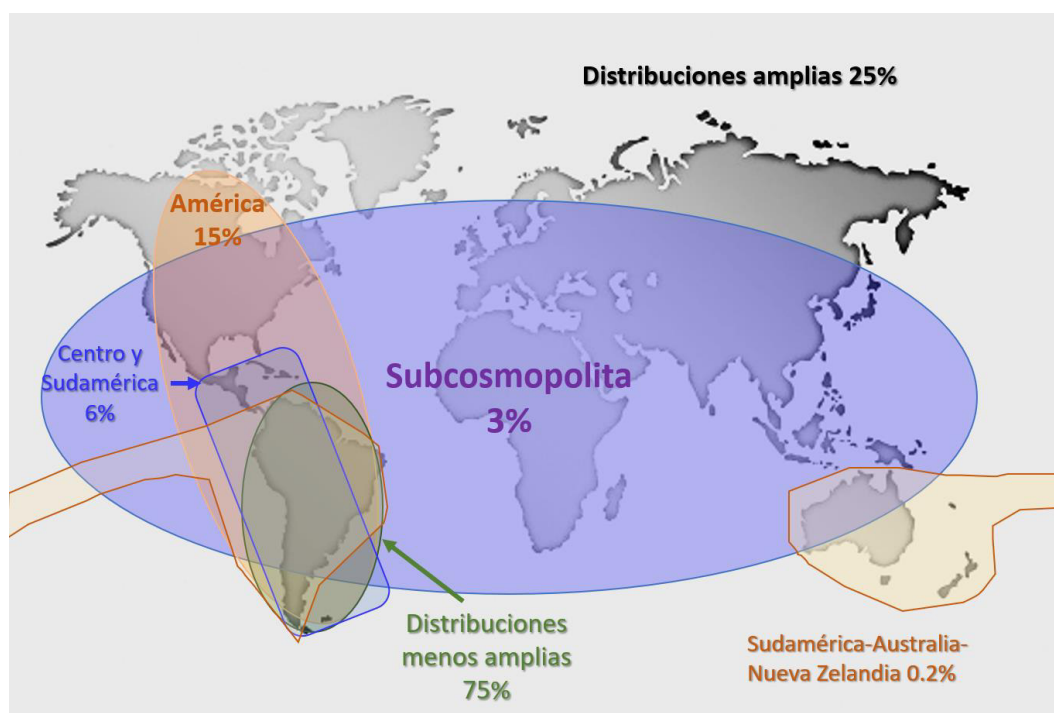 Distribuciones amplias 25%
América
15%
Centro y
Sudamérica
6%
Subcosmopolita
3%
Distribuciones
menos amplias
75%
Sudamérica-Australia-
Nueva Zelandia 0.2%